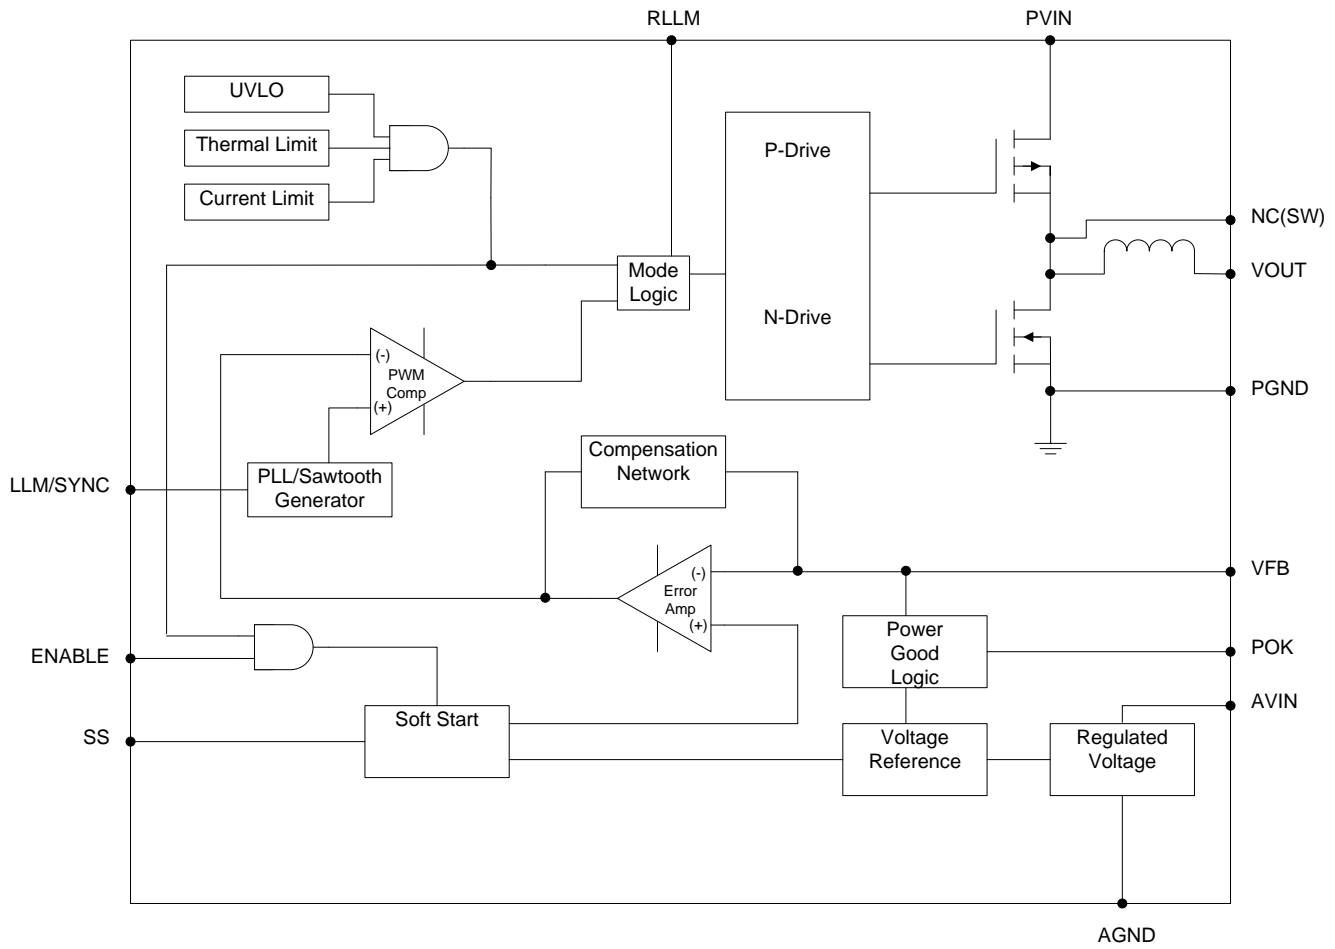 RLLM
PVIN
UVLO
Thermal Limit
Current Limit
P-Drive
N-Drive
Mode
Logic
NC(SW)
VOUT
PGND
(-)
PWM
Comp
(+)
PLL/Sawtooth
Generator
LLM/SYNC
Compensation
Network
(-)
Error
Amp
(+)
VFB
Power
Good
Logic
POK
ENABLE
AVIN
SS
Soft Start
Voltage
Reference
Regulated
Voltage
AGND